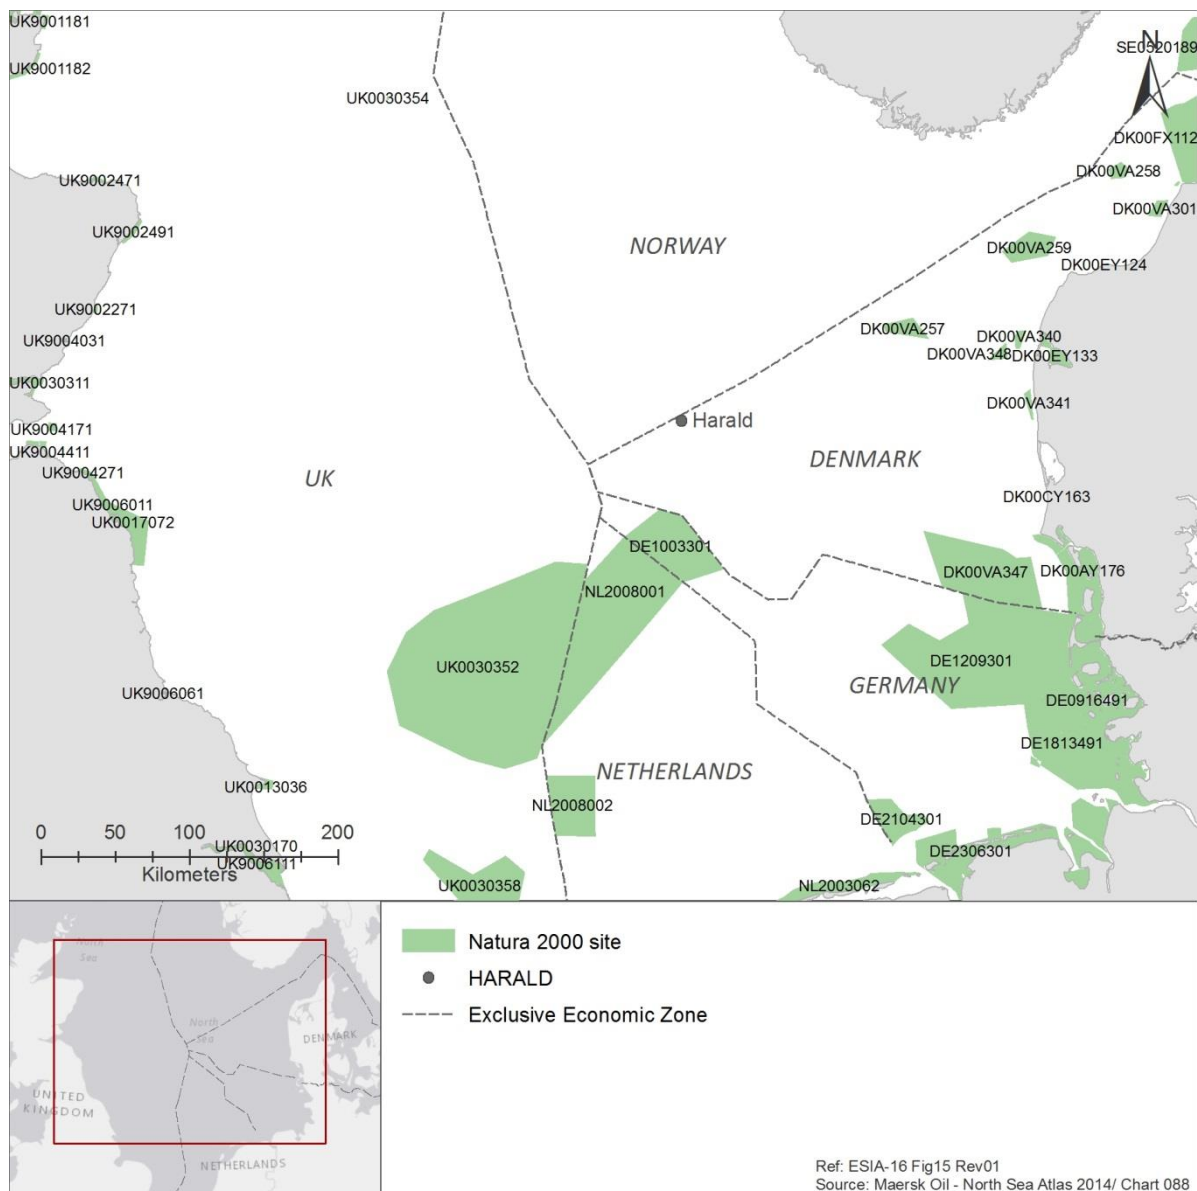 UK9001181
N
SE0520189
UK9001182
UK0030354
DK00FX112
DK00VA258
UK9002471
DK00VA301
UK9002491
NORWAY
DK00VA259
DK00EY124
UK9002271
DK00VA257
UK9004031
DK00VA340
DK00VA348
DK00EY133
UK0030311
DK00VA341
Harald
UK9004171
UK9004411
DENMARK
UK9004271
UK
DK00CY163
UK9006011
UK0017072
DE1003301
DK00VA347
DK00AY176
NL2008001
UK0030352
DE1209301
GERMANY
UK9006061
DE0916491
DE1813491
NETHERLANDS
UK0013036
NL2008002
DE2104301
0 50 100 200
UK0030170
UK9006111
Kilometers
DE2306301
UK0030358
NL2003062
North
Sea
North
Sea
DENMARK
UNITED
KINGDOM
NETHERLANDS
Natura 2000 site
HARALD
Exclusive Economic Zone
Ref: ESIA-16 Fig15 Rev01
Source: Maersk Oil - North Sea Atlas 2014/ Chart 088